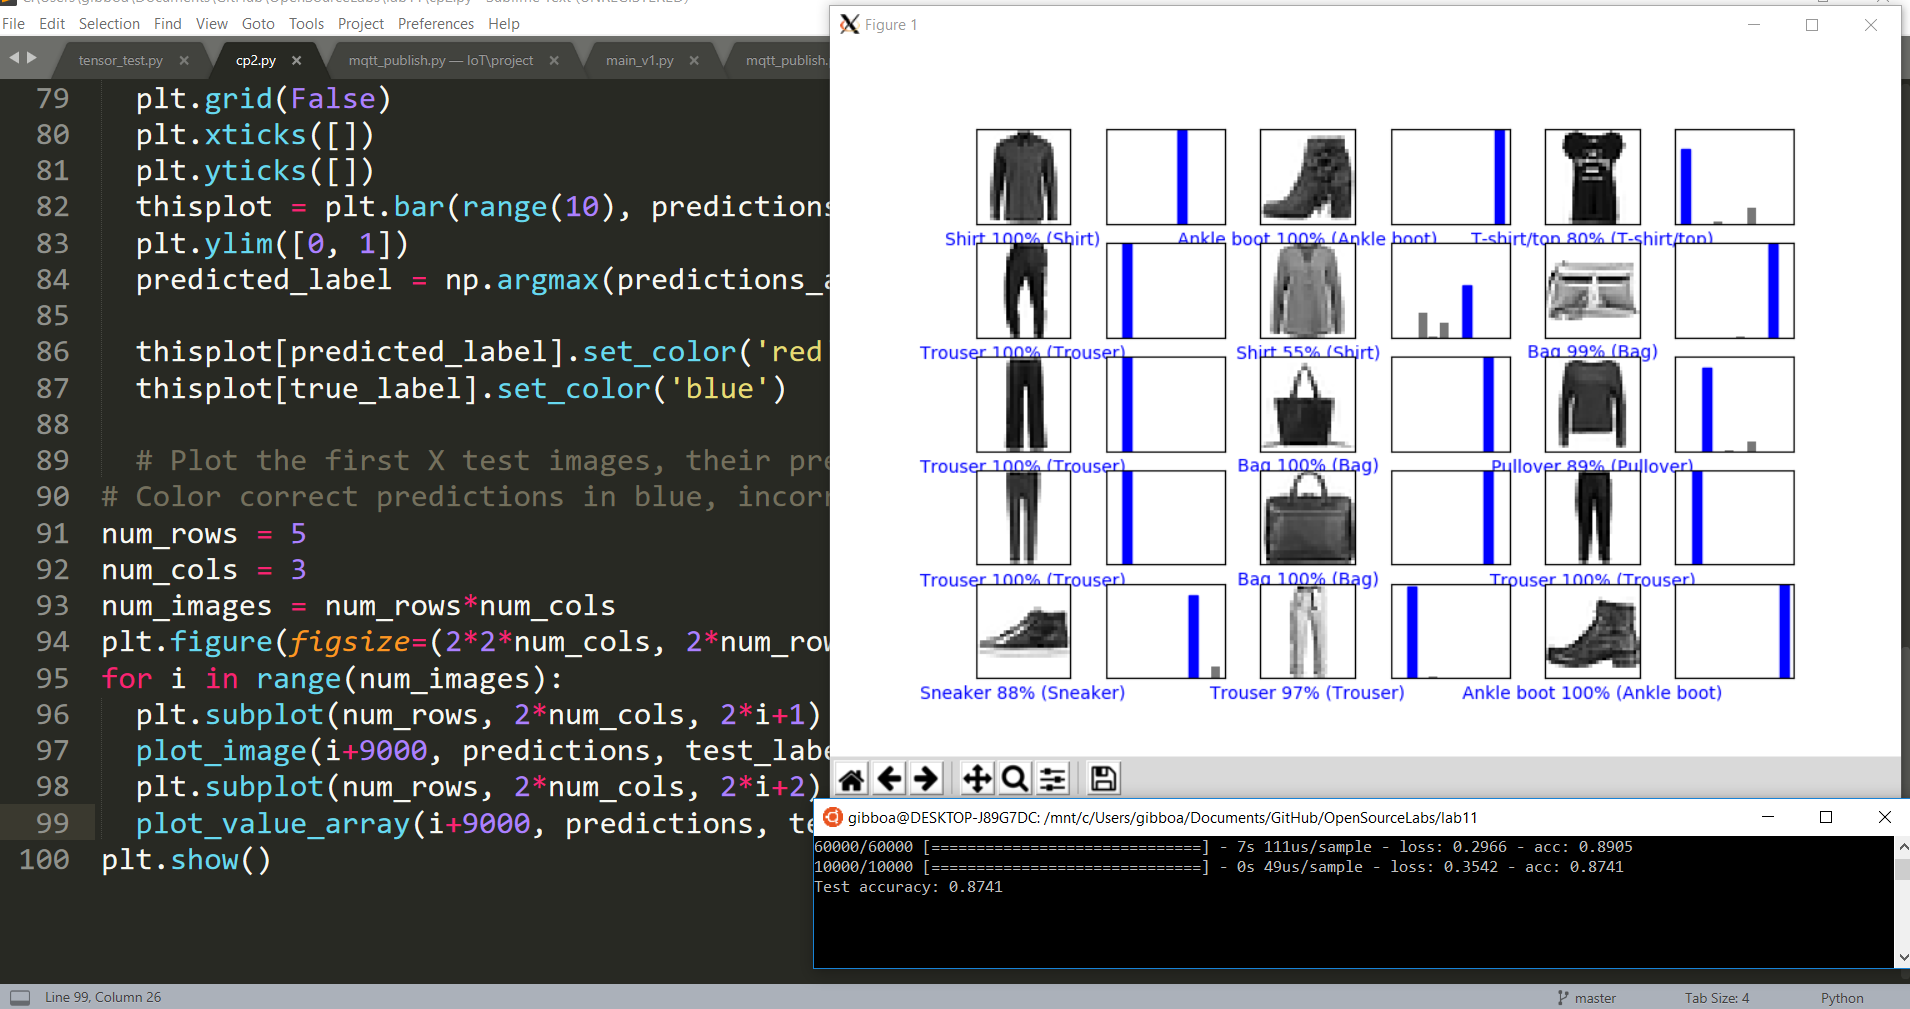 File Edit Selection Find View Goto Tools Project Preferences Help
tensor_test.py × cp2.py × mqtt_publish.py — IoT\project × main_v1.py × mqtt_publish.
79 plt.grid(False)
80 plt.xticks([])
81 plt.yticks([])
82 thisplot = plt.bar(range(10), predictions
83 plt.ylim([0, 1])
84 predicted_label = np.argmax(predictions_a
85
86 thisplot[predicted_label].set_color('red
87 thisplot[true_label].set_color('blue')
88
89 # Plot the first X test images, their pre
90 # Color correct predictions in blue, incor
91 num_rows = 5
92 num_cols = 3
93 num_images = num_rows*num_cols
94 plt.figure(figsize=(2*2*num_cols, 2*num_row
95 for i in range(num_images):
96 plt.subplot(num_rows, 2*num_cols, 2*i+1)
97 plot_image(i+9000, predictions, test_labe
98 plt.subplot(num_rows, 2*num_cols, 2*i+2)
99 plot_value_array(i+9000, predictions, te
100 plt.show()
Figure 1
Shirt 100% (Shirt) Ankle boot 100% (Ankle boot) T-shirt/top 80% (T-shirt/top)
Trouser 100% (Trouser) Shirt 55% (Shirt) Bag 99% (Bag)
Trouser 100% (Trouser) Bag 100% (Bag) Pullover 89% (Pullover)
Trouser 100% (Trouser) Bag 100% (Bag) Trouser 100% (Trouser)
Sneaker 88% (Sneaker) Trouser 97% (Trouser) Ankle boot 100% (Ankle boot)
gibboa@DESKTOP-J89G7DC: /mnt/c/Users/gibboa/Documents/GitHub/OpenSourceLabs/lab11
60000/60000 [==============================] - 7s 111us/sample - loss: 0.2966 - acc: 0.8905
10000/10000 [==============================] - 0s 49us/sample - loss: 0.3542 - acc: 0.8741
Test accuracy: 0.8741
Line 99, Column 26
master Tab Size: 4 Python